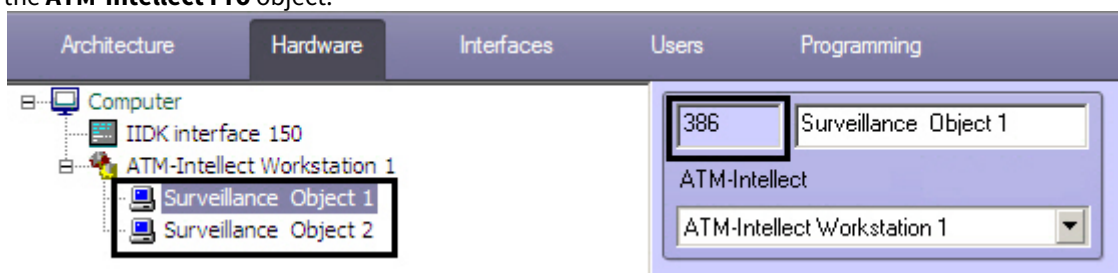 the ATM-Intellect Pro object.
Architecture Hardware Interfaces Users Programming
Computer
IIDK interface 150
ATM-Intellect Workstation 1
Surveillance Object 1
Surveillance Object 2
386 Surveillance Object 1
ATM-Intellect
ATM-Intellect Workstation 1